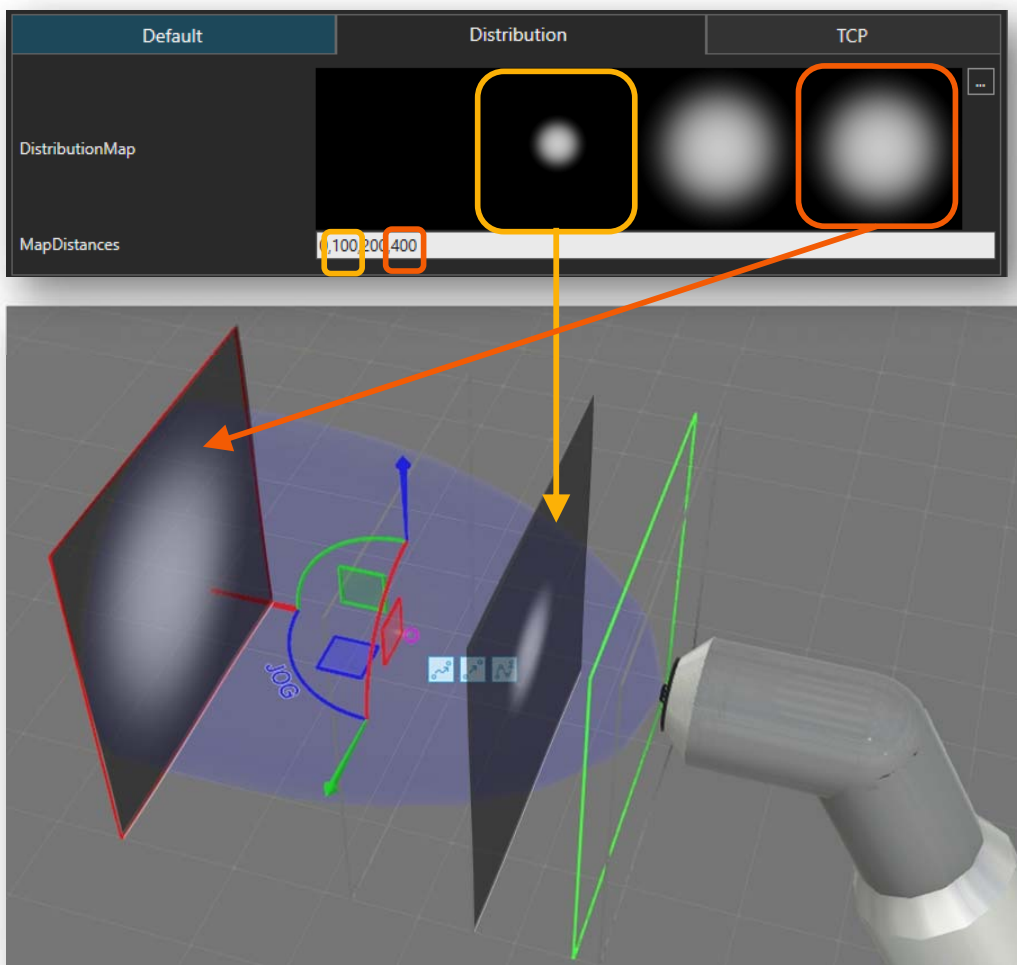 Default Distribution TCP
...
DistributionMap
MapDistances 0,100,200,400
JOG